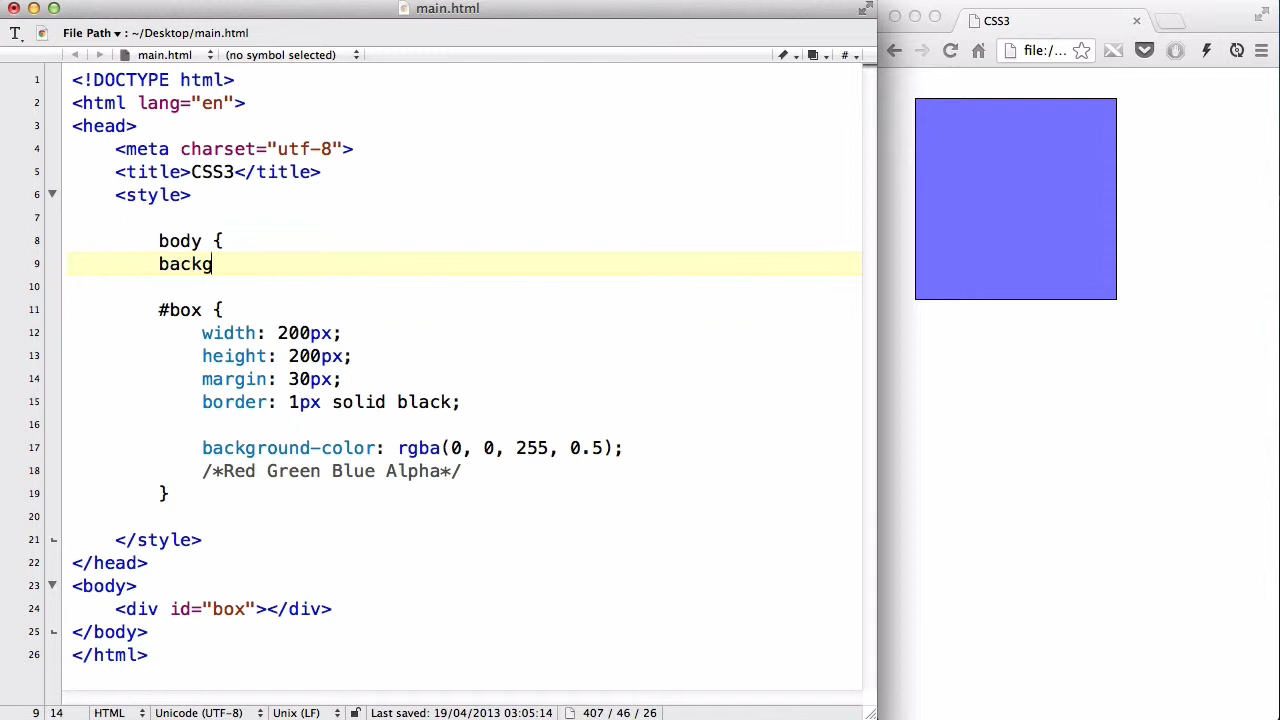 main.html
File Path : ~/Desktop/main.html
main.html (no symbol selected) #
1 <!DOCTYPE html>
2 <html lang="en">
3 <head>
4 <meta charset="utf-8">
5 <title>CSS3</title>
6 <style>
7
8 body {
9 backg
10
11 #box {
12 width: 200px;
13 height: 200px;
14 margin: 30px;
15 border: 1px solid black;
16
17 background-color: rgba(0, 0, 255, 0.5);
18 /*Red Green Blue Alpha*/
19 }
20
21 </style>
22 </head>
23 <body>
24 <div id="box"></div>
25 </body>
26 </html>
9 14 HTML Unicode (UTF-8) Unix (LF) Last saved: 19/04/2013 03:05:14 407 / 46 / 26
CSS3
file:/...